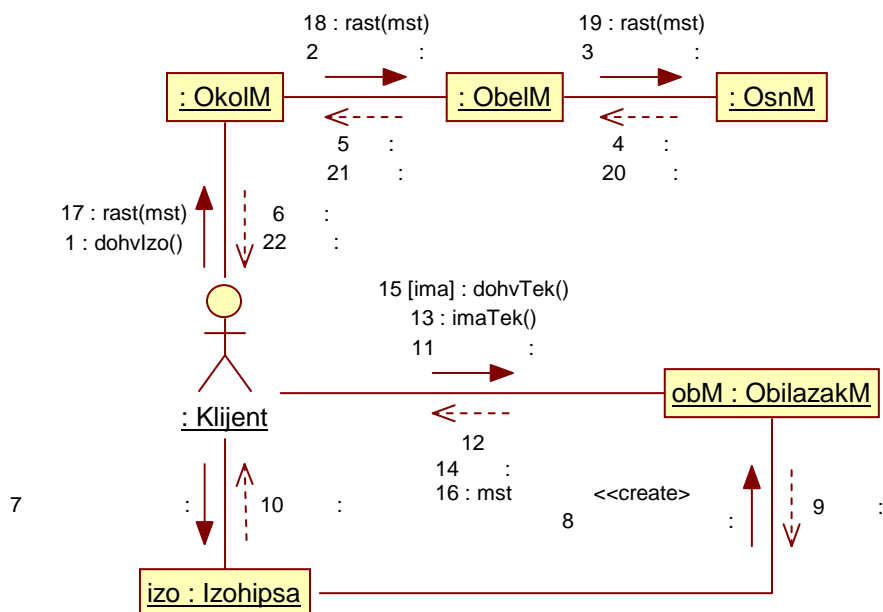 18 : rast(mst)
2 :
19 : rast(mst)
3 :
: OkolM
: ObelM
: OsnM
5 :
21 :
4 :
20 :
17 : rast(mst)
1 : dohvIzo()
6 :
22 :
15 [ima] : dohvTek()
13 : imaTek()
11 :
: Klijent
obM : ObilazakM
12
14 :
16 : mst
<<create>
7 :
10 :
8 :
9 :
izo : Izohipsa